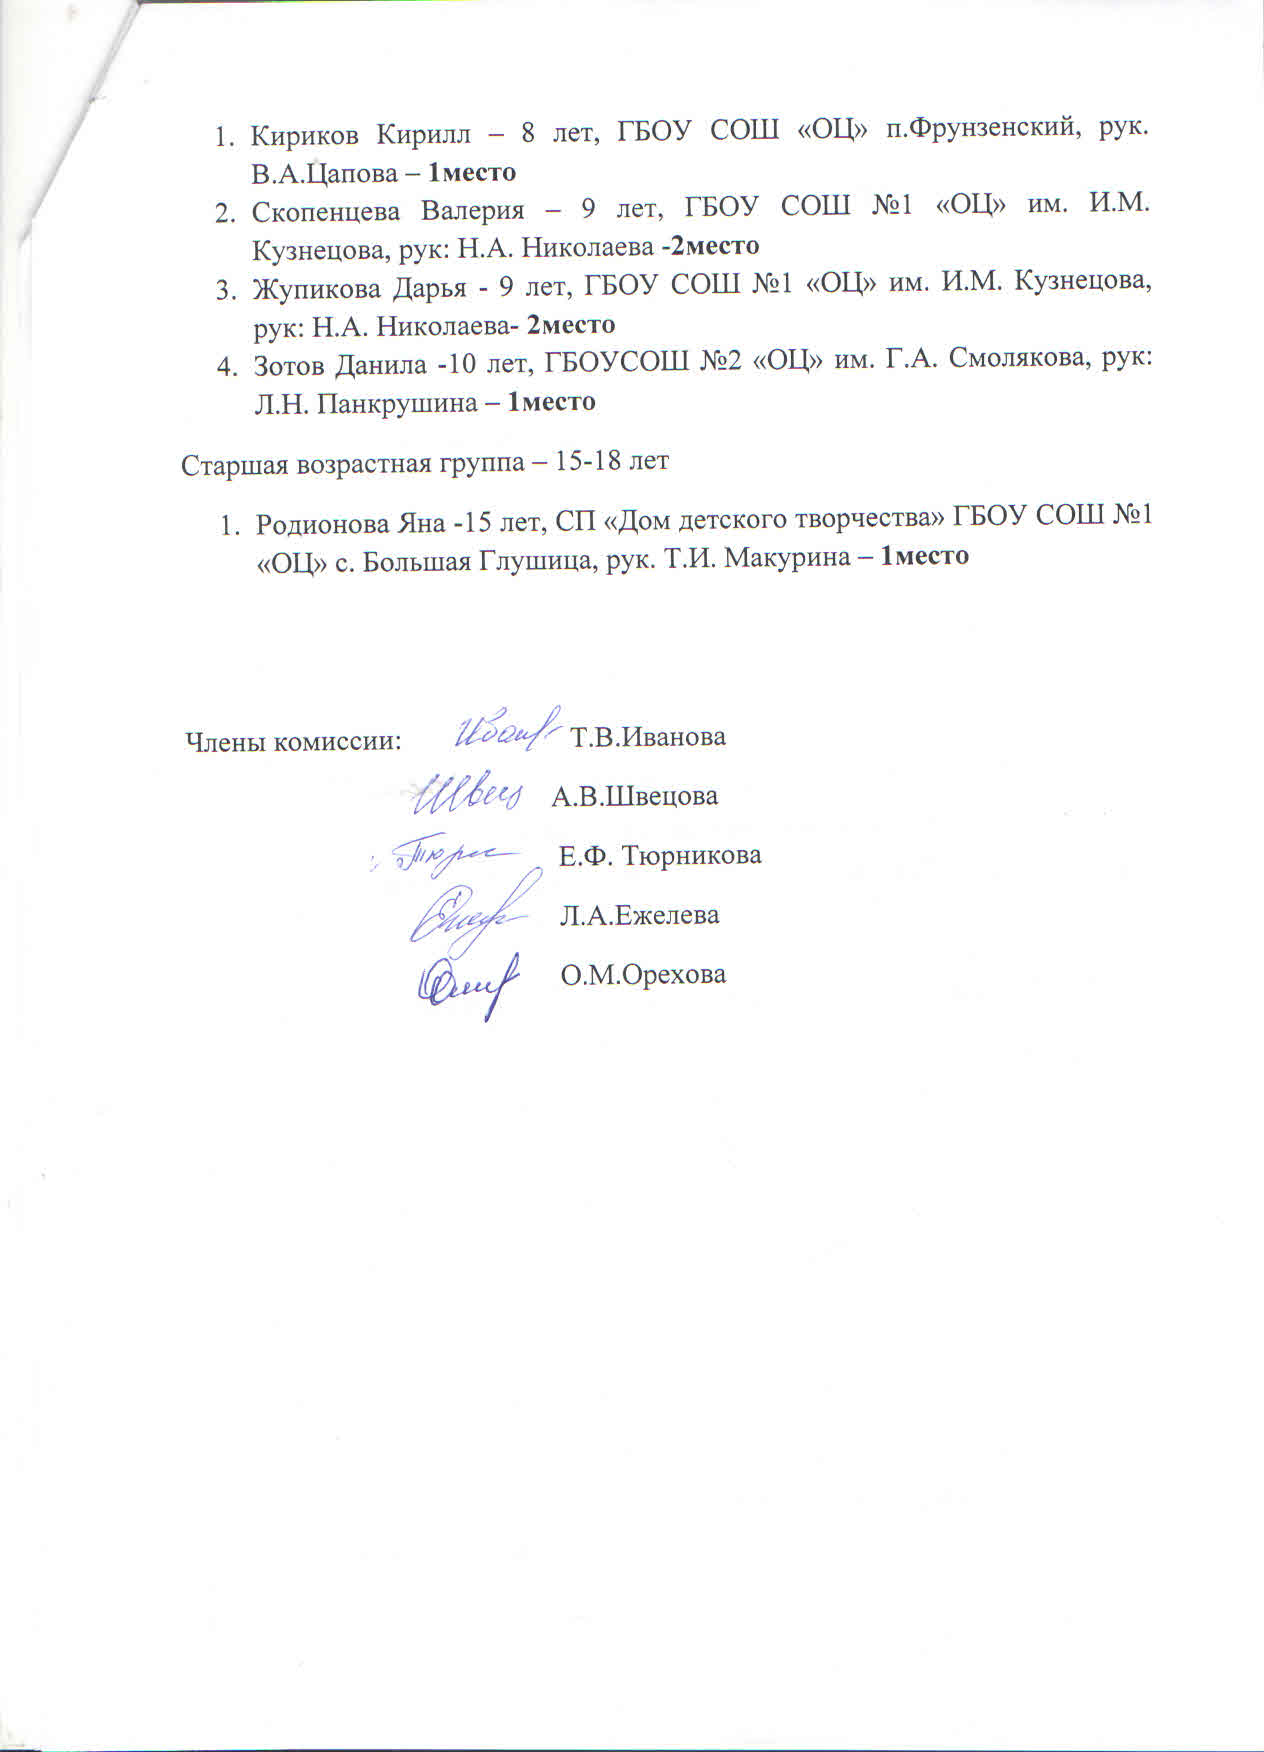 1. Кириков Кирилл – 8 лет, ГБОУ СОШ «ОЦ» п.Фрунзенский, рук.
В.А.Цапова – 1место
2. Скопенцева Валерия – 9 лет, ГБОУ СОШ №1 «ОЦ» им. И.М.
Кузнецова, рук: Н.А. Николаева -2место
3. Жупикова Дарья - 9 лет, ГБОУ СОШ №1 «ОЦ» им. И.М. Кузнецова,
рук: Н.А. Николаева- 2место
4. Зотов Данила -10 лет, ГБОУСОШ №2 «ОЦ» им. Г.А. Смолякова, рук:
Л.Н. Панкрушина – 1место
Старшая возрастная группа – 15-18 лет
1. Родионова Яна -15 лет, СП «Дом детского творчества» ГБОУ СОШ №1
«ОЦ» с. Большая Глушица, рук. Т.И. Макурина – 1место
Члены комиссии: Т.В.Иванова
А.В.Швецова
Е.Ф. Тюрникова
Л.А.Ежелева
О.М.Орехова